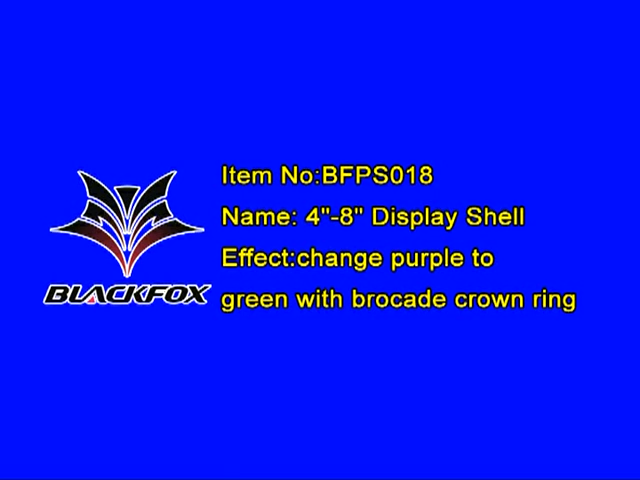 Item No:BFPS018
Name: 4"-8" Display Shell
Effect:change purple to
green with brocade crown ring
BLACKFOX